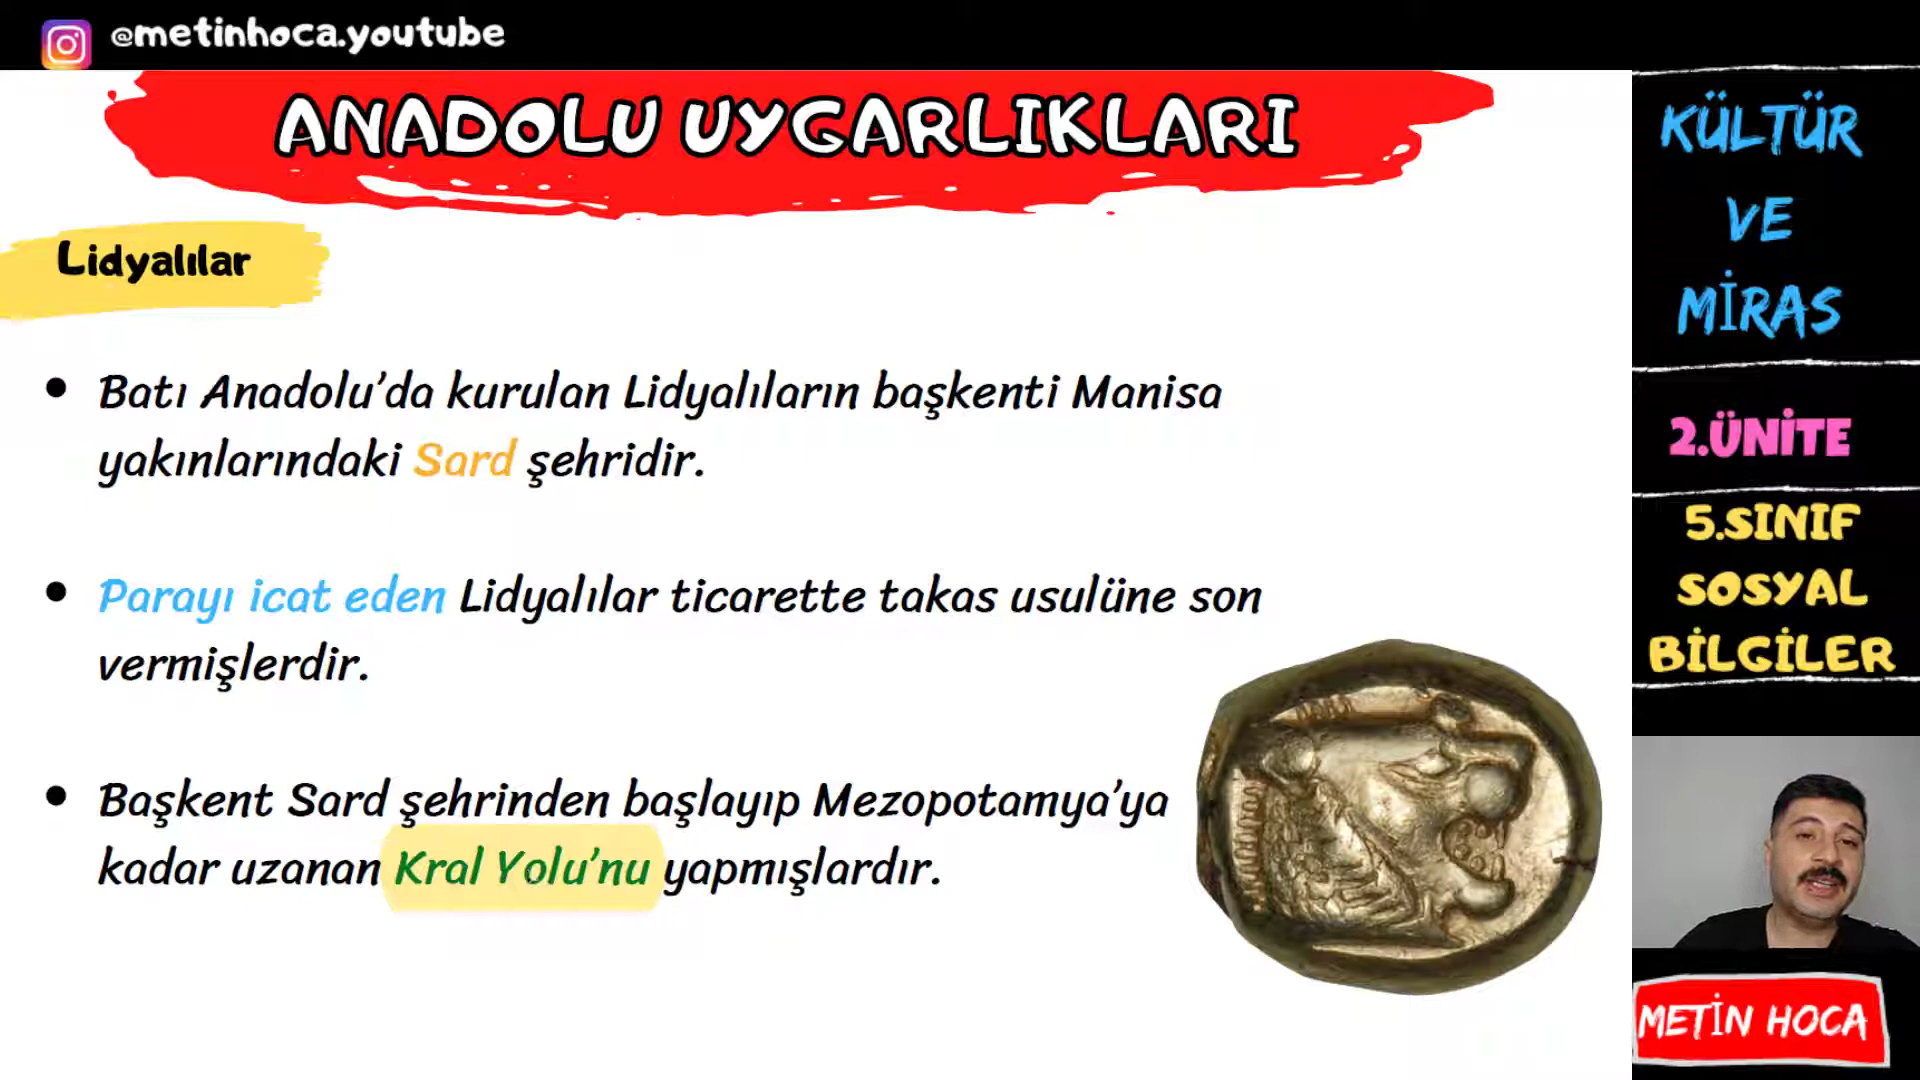 @metinhoca.youtube
ANADOLU UYGARLIKLARI
Lidyalılar
• Batı Anadolu'da kurulan Lidyalıların başkenti Manisa
yakınlarındaki Sard şehridir.
• Parayı icat eden Lidyalılar ticarette takas usulüne son
vermişlerdir.
• Başkent Sard şehrinden başlayıp Mezopotamya'ya
kadar uzanan Kral Yolu'nu yapmışlardır.
KÜLTÜR
VE
MİRAS
2.ÜNİTE
5.SINIF
SOSYAL
BİLGİLER
METİN HOCA